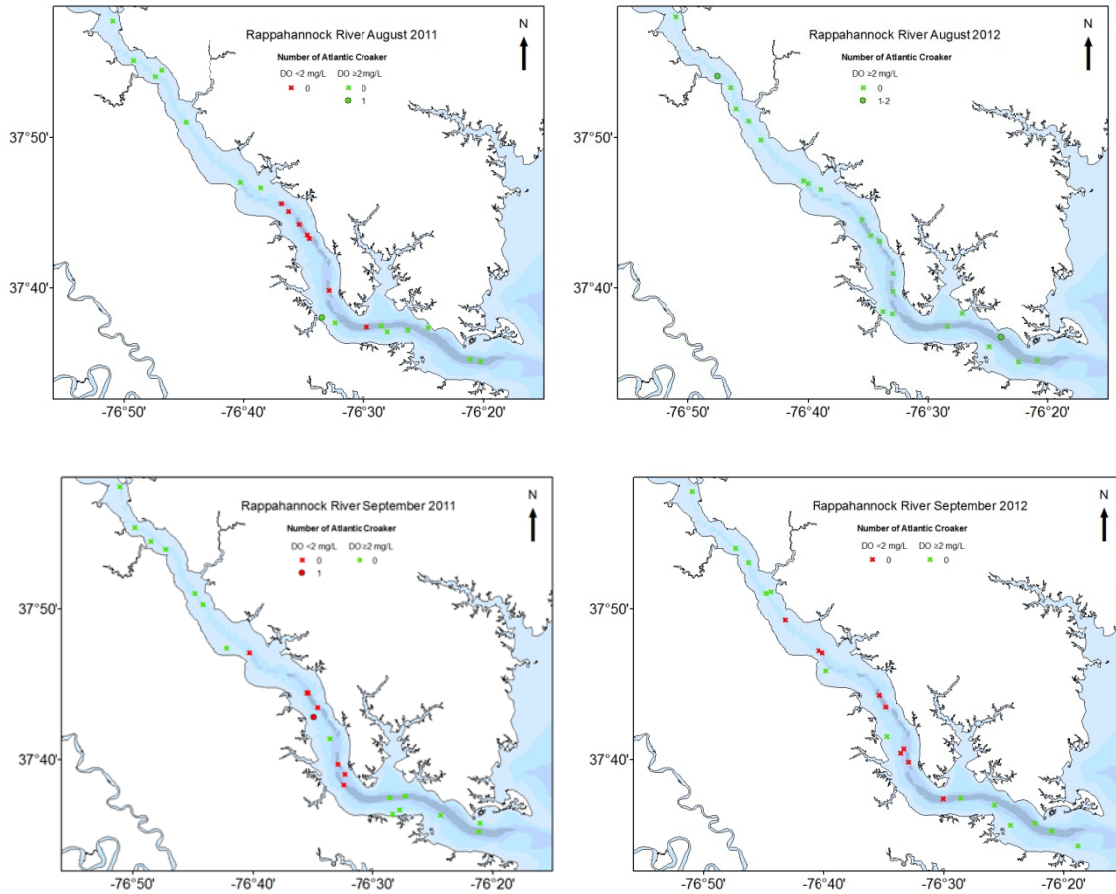 Rappahannock River August 2011
N
Number of Atlantic Croaker
DO <2 mg/L DO ≥2 mg/L
0 0
1
37°50'
37°40'
-76°50' -76°40' -76°30' -76°20'
Rappahannock River August 2012
N
Number of Atlantic Croaker
DO ≥2 mg/L
0
1-2
37°50'
37°40'
-76°50' -76°40' -76°30' -76°20'
Rappahannock River September 2011
N
Number of Atlantic Croaker
DO <2 mg/L DO ≥2 mg/L
0 0
1
37°50'
37°40'
-76°50' -76°40' -76°30' -76°20'
Rappahannock River September 2012
N
Number of Atlantic Croaker
DO <2 mg/L DO ≥2 mg/L
0 0
37°50'
37°40'
-76°50' -76°40' -76°30' -76°20'